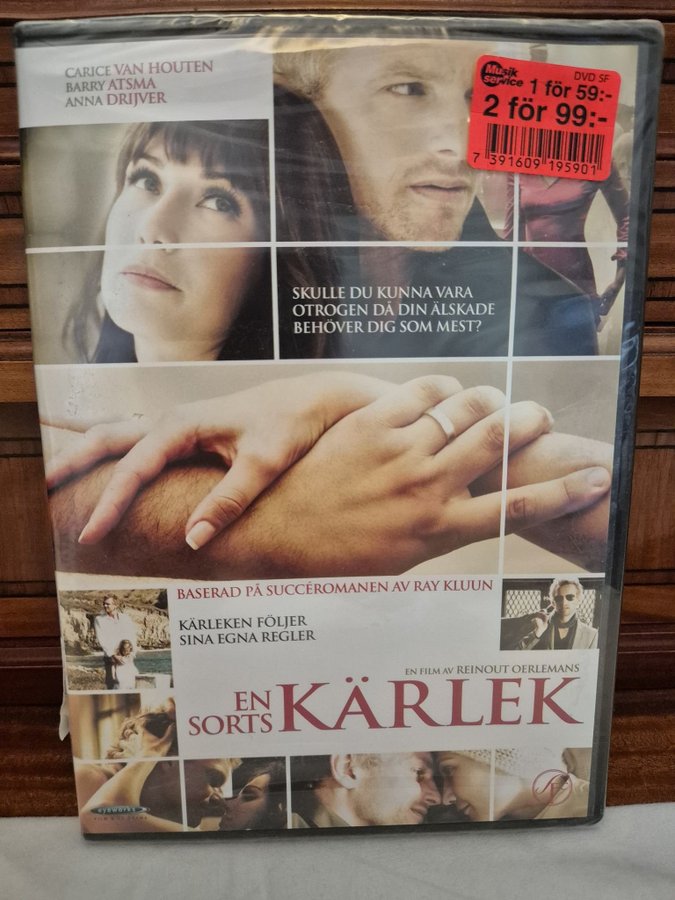 CARICE VAN HOUTEN
BARRY ATSMA
ANNA DRIJVER
DVD SF
Musik service
1 för 59:-
2 för 99:-
7 391609 195901
SKULLE DU KUNNA VARA
OTROGEN DÅ DIN ÄLSKADE
BEHÖVER DIG SOM MEST?
BASERAD PÅ SUCCÉROMANEN AV RAY KLUUN
KÄRLEKEN FÖLJER
SINA EGNA REGLER
EN FILM AV REINOUT OERLEMANS
EN SORTS KÄRLEK
eyeworks
SF